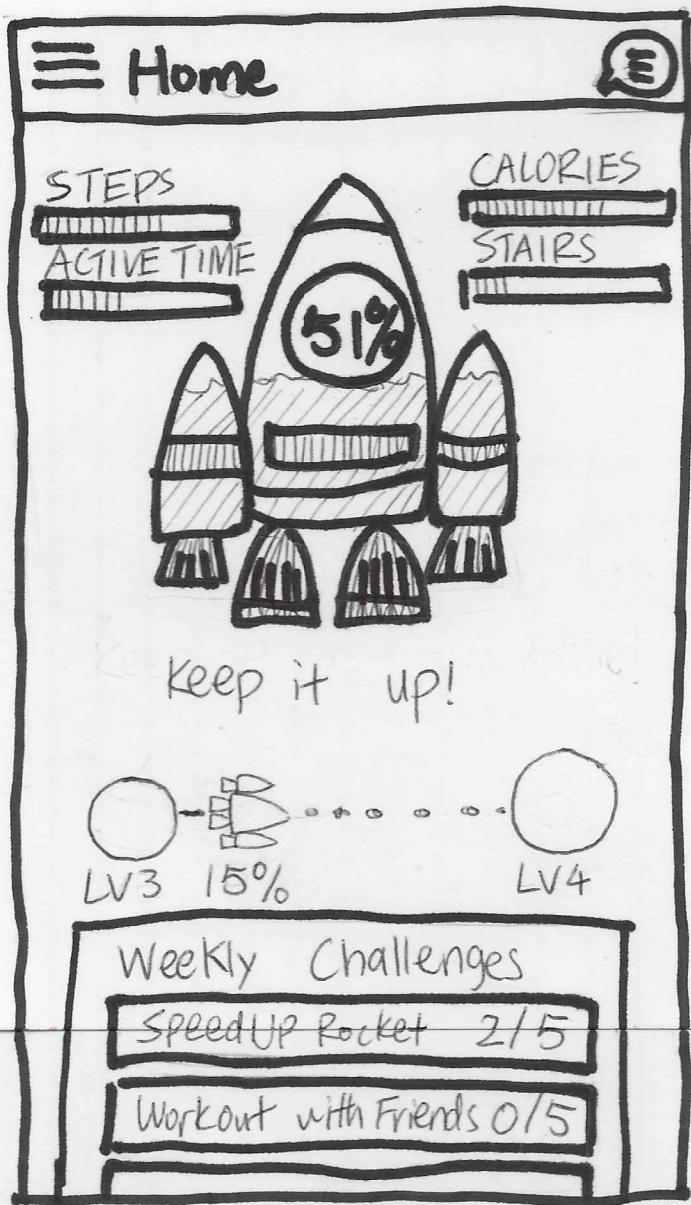 Home
STEPS
CALORIES
ACTIVE TIME
STAIRS
51%
Keep it up!
LV3 15% LV4
Weekly Challenges
SpeedUP Rocket 2/5
Workout with Friends 0/5